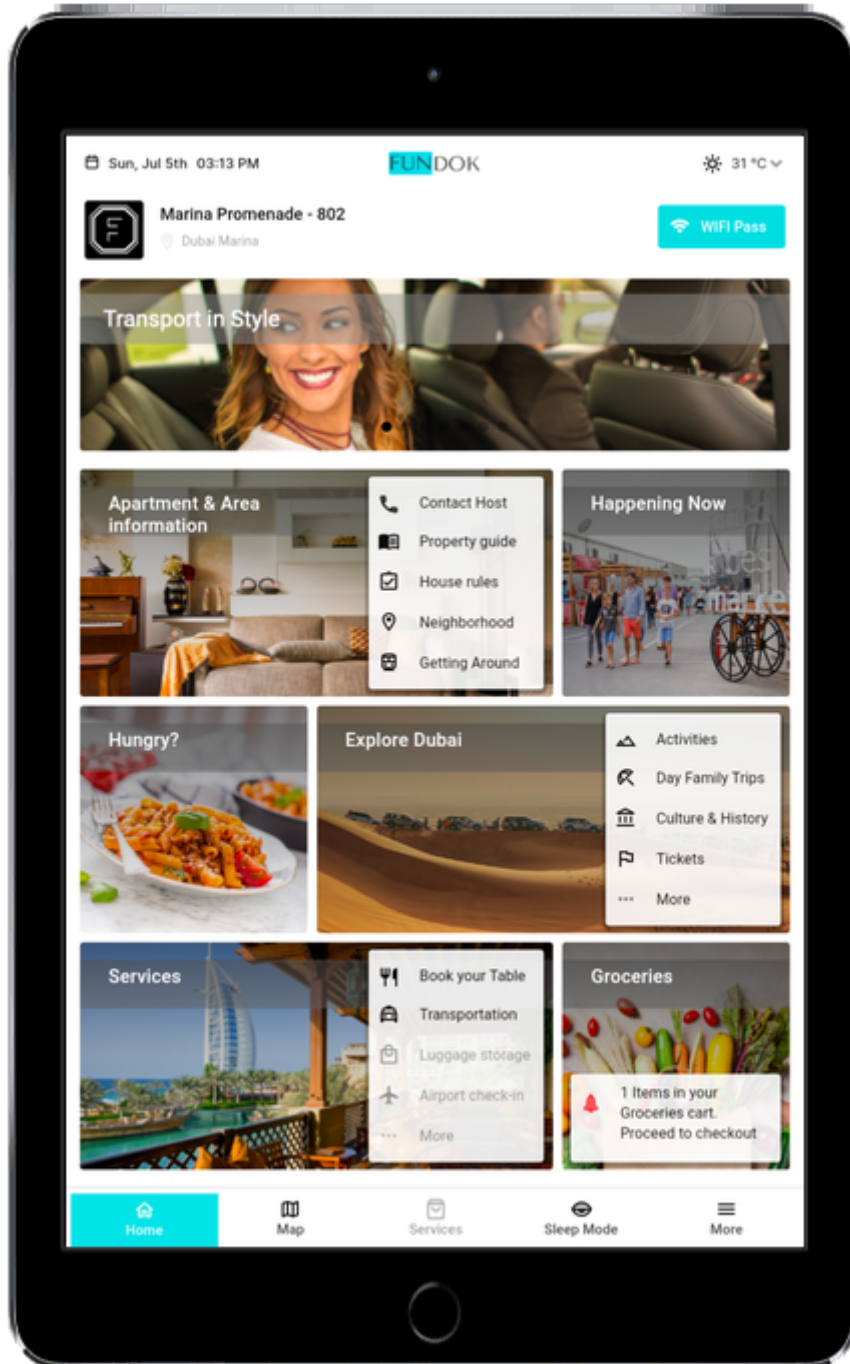 Sun, Jul 5th 03:13 PM
FUNDOK
31 °C
Marina Promenade - 802
Dubai Marina
WIFI Pass
Transport in Style
Apartment & Area
information
Contact Host
Property guide
House rules
Neighborhood
Getting Around
Happening Now
market
Hungry?
Explore Dubai
Activities
Day Family Trips
Culture & History
Tickets
More
Services
Book your Table
Transportation
Luggage storage
Airport check-in
More
Groceries
1 Items in your
Groceries cart.
Proceed to checkout
Home
Map
Services
Sleep Mode
More